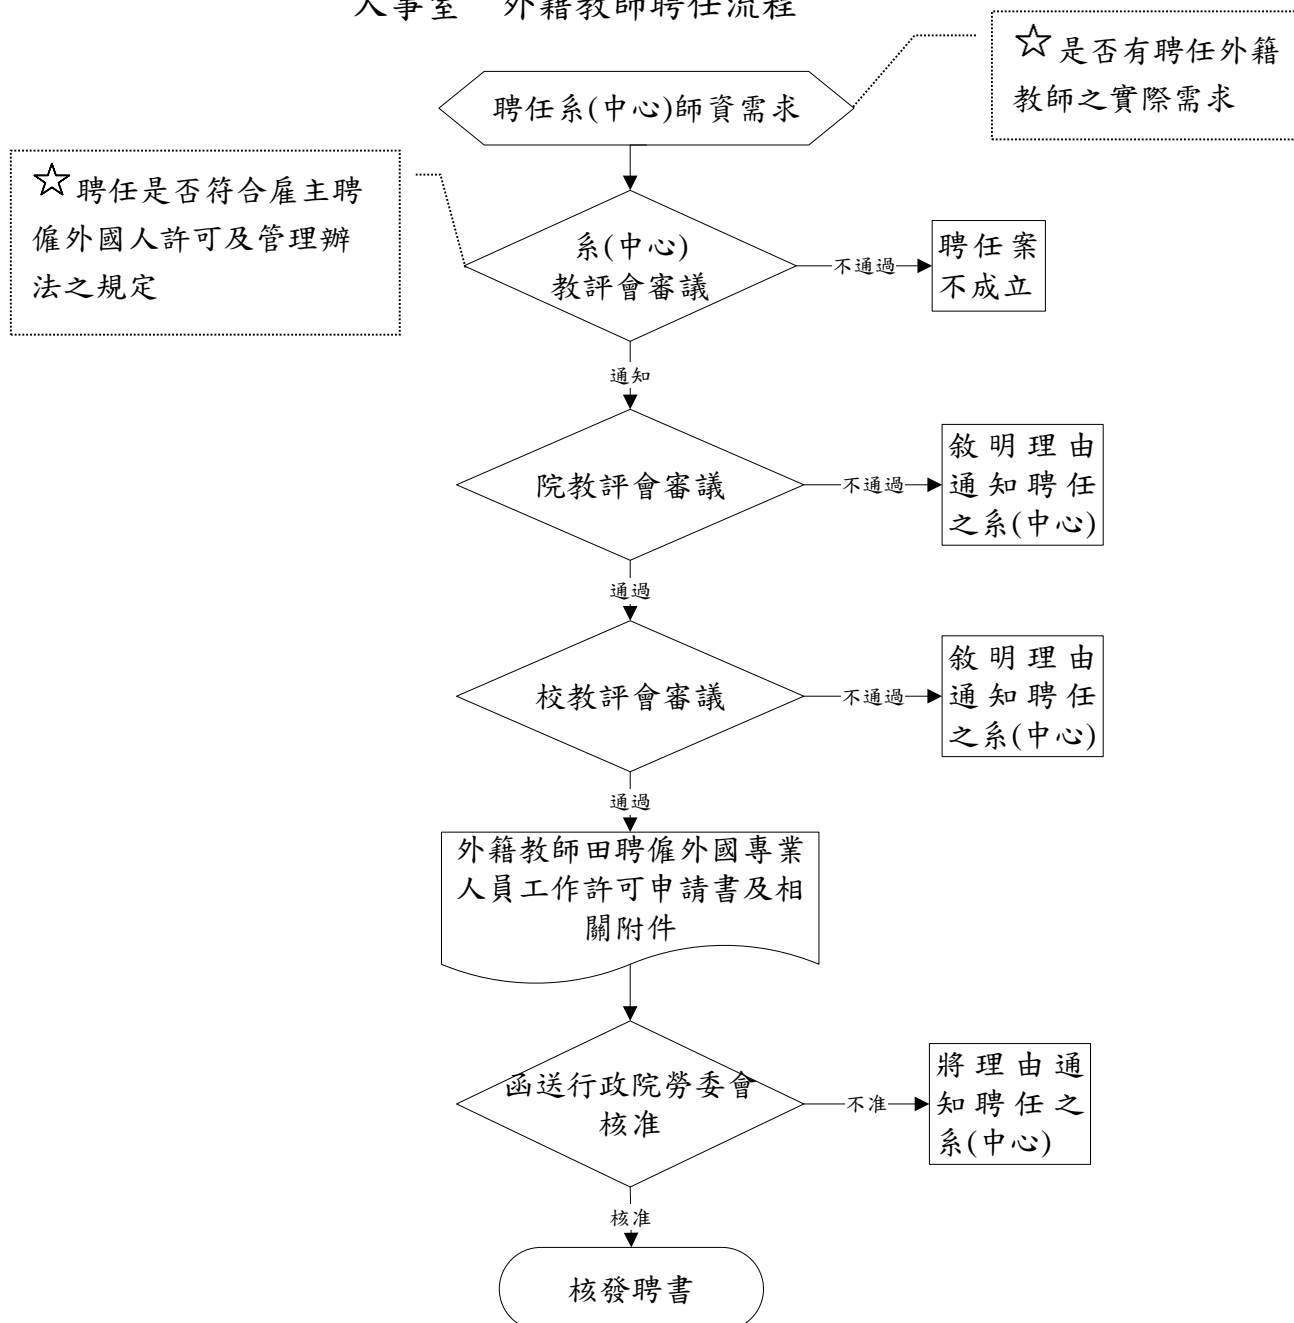 人事室 外籍教師聘任流程
☆是否有聘任外籍
教師之實際需求
聘任系(中心)師資需求
☆聘任是否符合雇主聘
僱外國人許可及管理辦
法之規定
系(中心)
教評會審議
不通過
聘任案
不成立
通知
院教評會審議
不通過
敘明理由
通知聘任
之系(中心)
通過
校教評會審議
不通過
敘明理由
通知聘任
之系(中心)
通過
外籍教師田聘僱外國專業
人員工作許可申請書及相
關附件
函送行政院勞委會
核准
不准
將理由通
知聘任之
系(中心)
核准
核發聘書